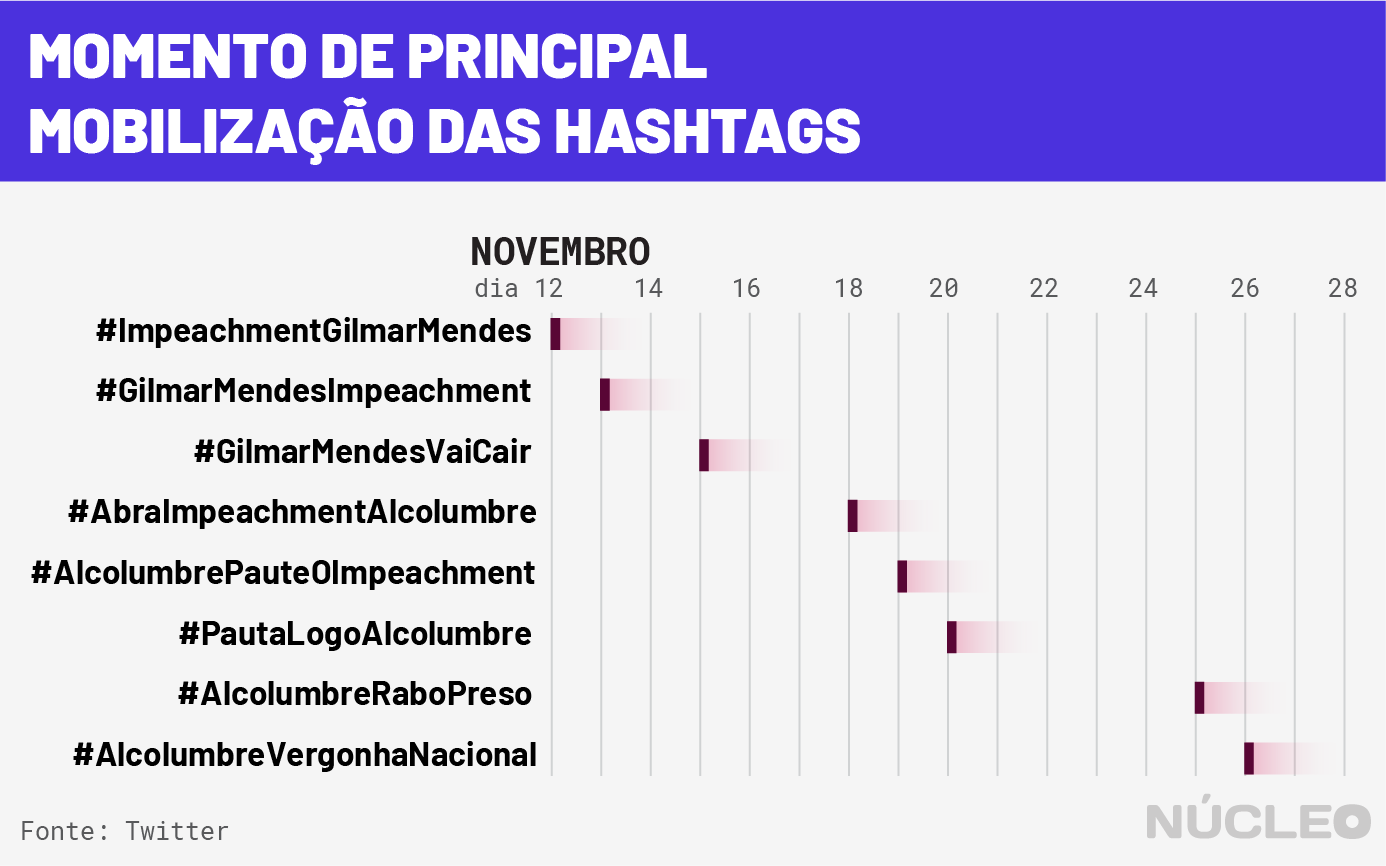 MOMENTO DE PRINCIPAL
MOBILIZAÇÃO DAS HASHTAGS
NOVEMBRO
dia 12 14 16 18 20 22 24 26 28
#ImpeachmentGilmarMendes
#GilmarMendesImpeachment
#GilmarMendesVaiCair
#AbraImpeachmentAlcolumbre
#AlcolumbrePauteOImpeachment
#PautaLogoAlcolumbre
#AlcolumbreRaboPreso
#AlcolumbreVergonhaNacional
Fonte: Twitter
NÚCLEO